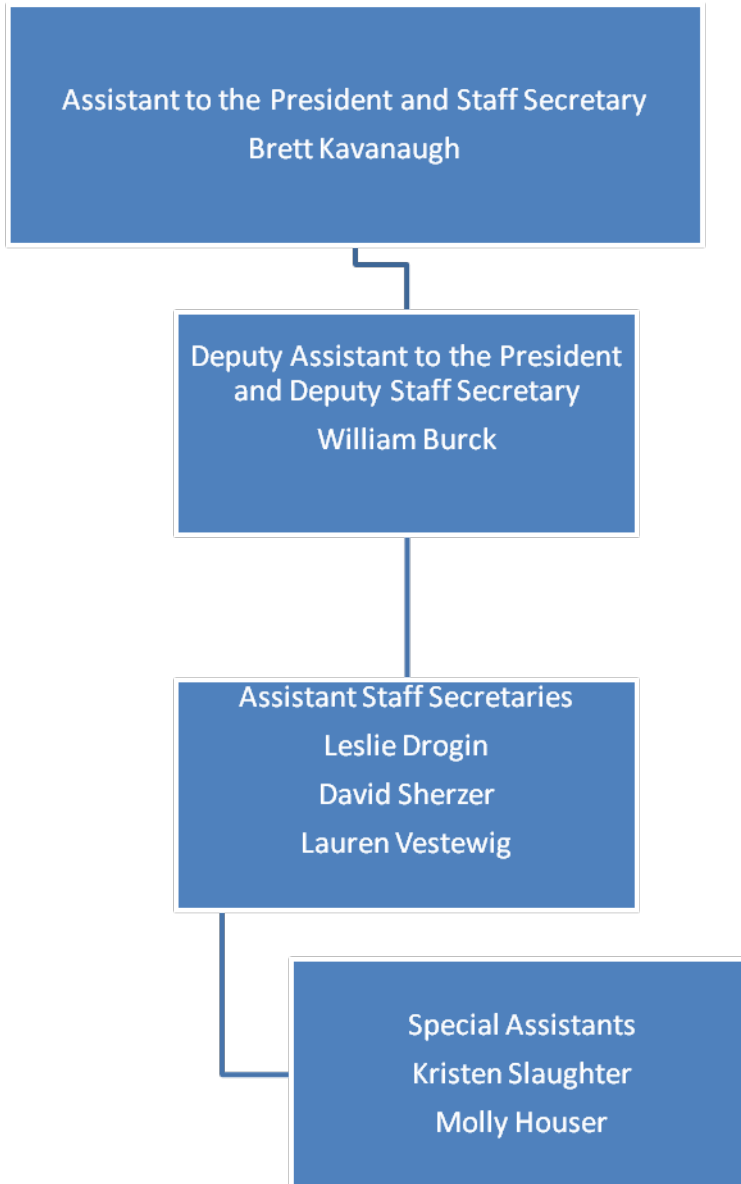 Assistant to the President and Staff Secretary
Brett Kavanaugh
Deputy Assistant to the President
and Deputy Staff Secretary
William Burck
Assistant Staff Secretaries
Leslie Drogin
David Sherzer
Lauren Vestewig
Special Assistants
Kristen Slaughter
Molly Houser